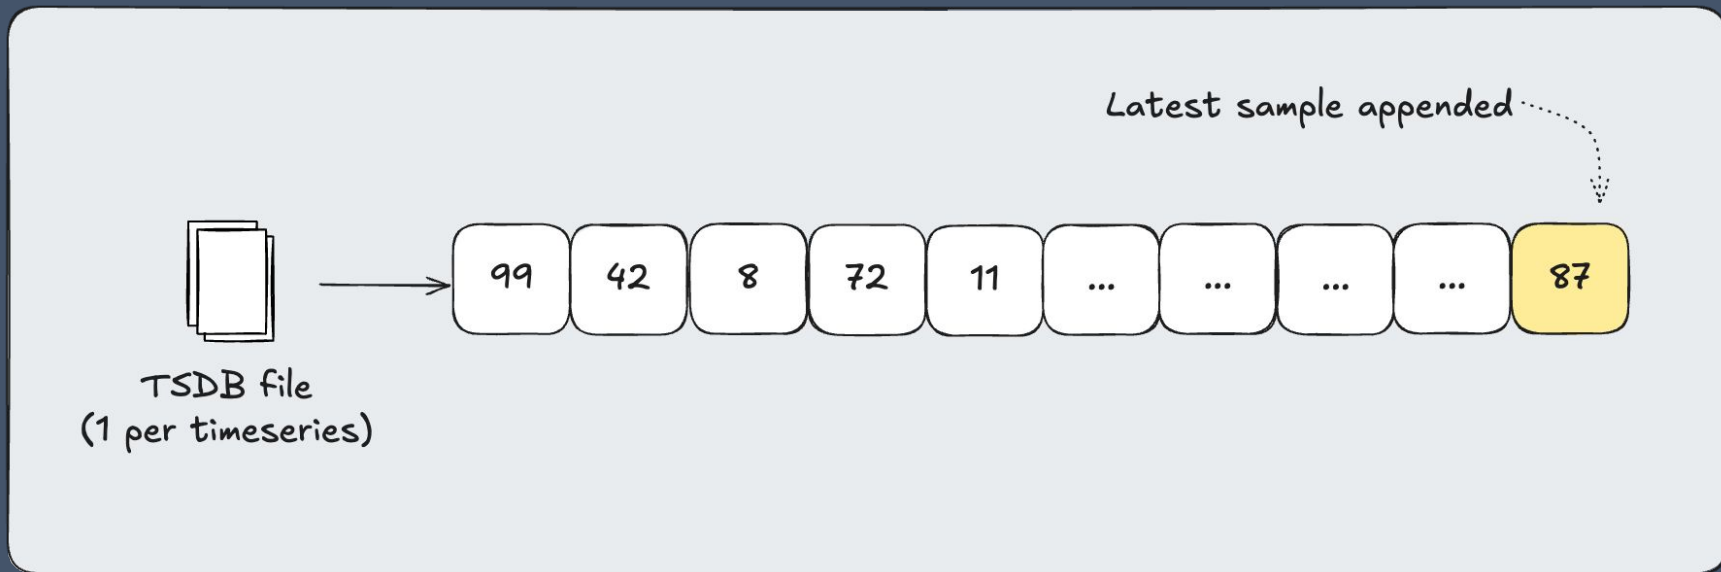 Latest sample appended
99 42 8 72 11 ... ... ... ... 87
TSDB file
(1 per timeseries)